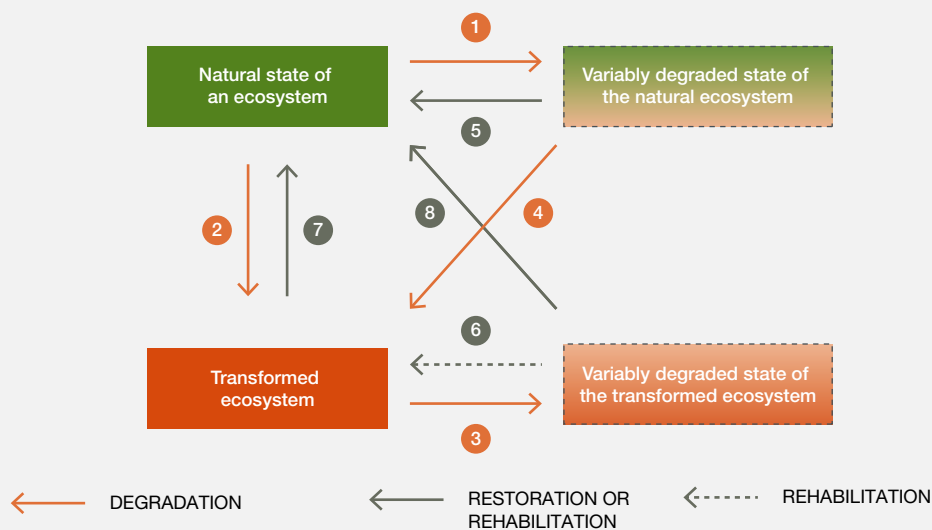 1
Natural state of
an ecosystem
Variably degraded state of
the natural ecosystem
5
2
7
8
4
6
Transformed
ecosystem
Variably degraded state of
the transformed ecosystem
3
DEGRADATION
RESTORATION OR
REHABILITATION
REHABILITATION